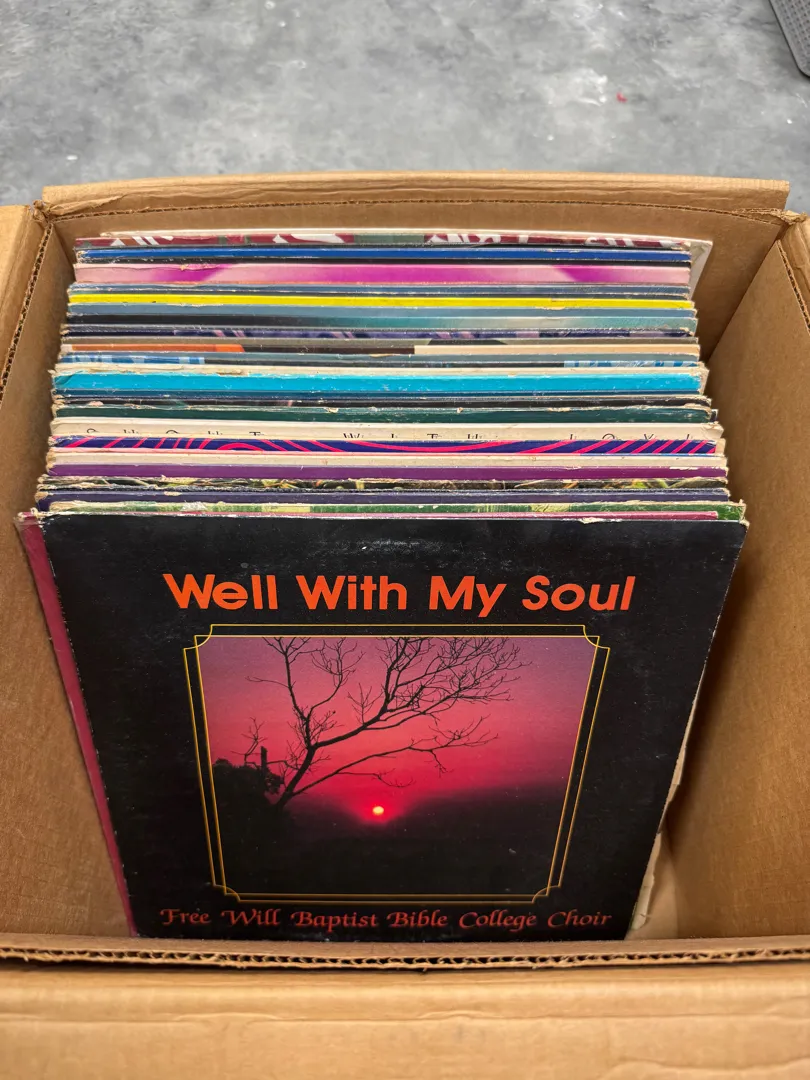 Well With My Soul
Free Will Baptist Bible College Choir